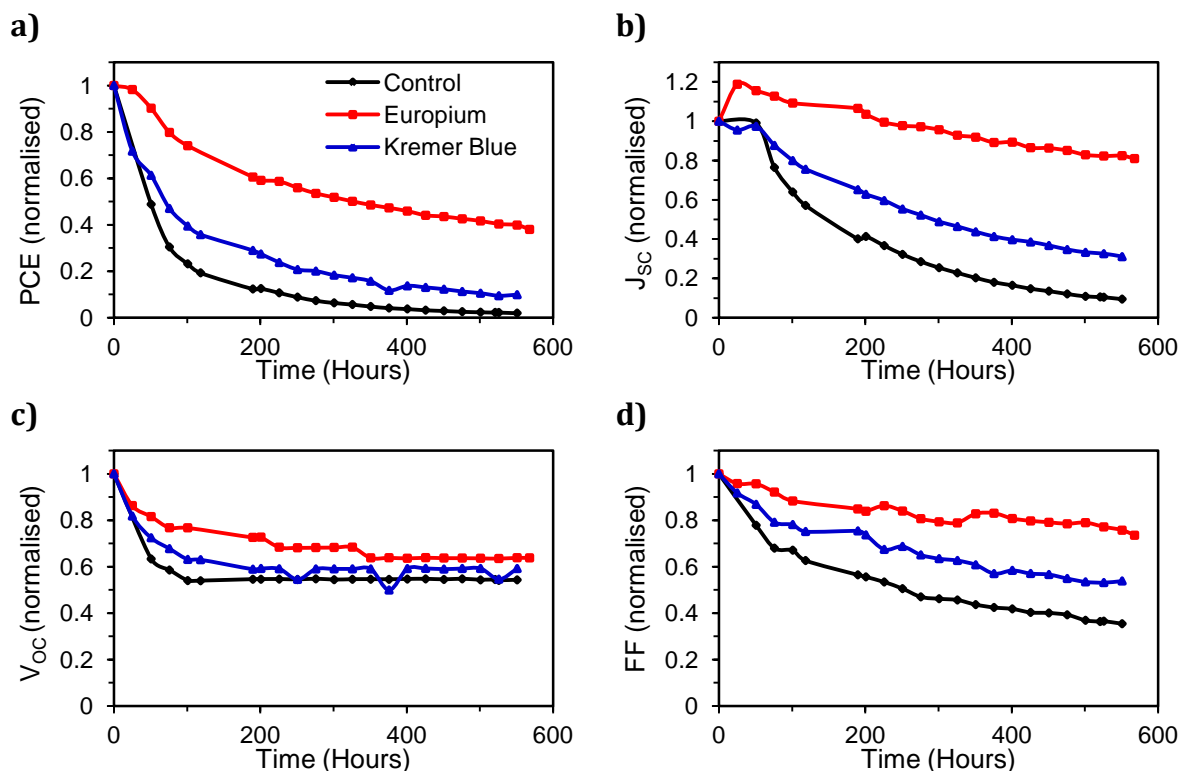 a)
PCE (normalised)
1
0.8
0.6
0.4
0.2
0
0 200 400 600
Time (Hours)
Control
Europium
Kremer Blue
b)
JSC (normalised)
1.2
1
0.8
0.6
0.4
0.2
0
0 200 400 600
Time (Hours)
c)
VOC (normalised)
1
0.8
0.6
0.4
0.2
0
0 200 400 600
Time (Hours)
d)
FF (normalised)
1
0.8
0.6
0.4
0.2
0
0 200 400 600
Time (Hours)